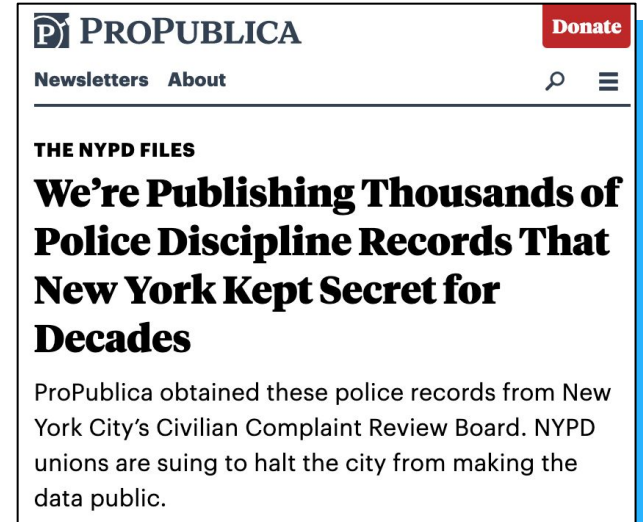 PROPUBLICA
Donate
Newsletters About
THE NYPD FILES
We’re Publishing Thousands of
Police Discipline Records That
New York Kept Secret for
Decades
ProPublica obtained these police records from New
York City’s Civilian Complaint Review Board. NYPD
unions are suing to halt the city from making the
data public.